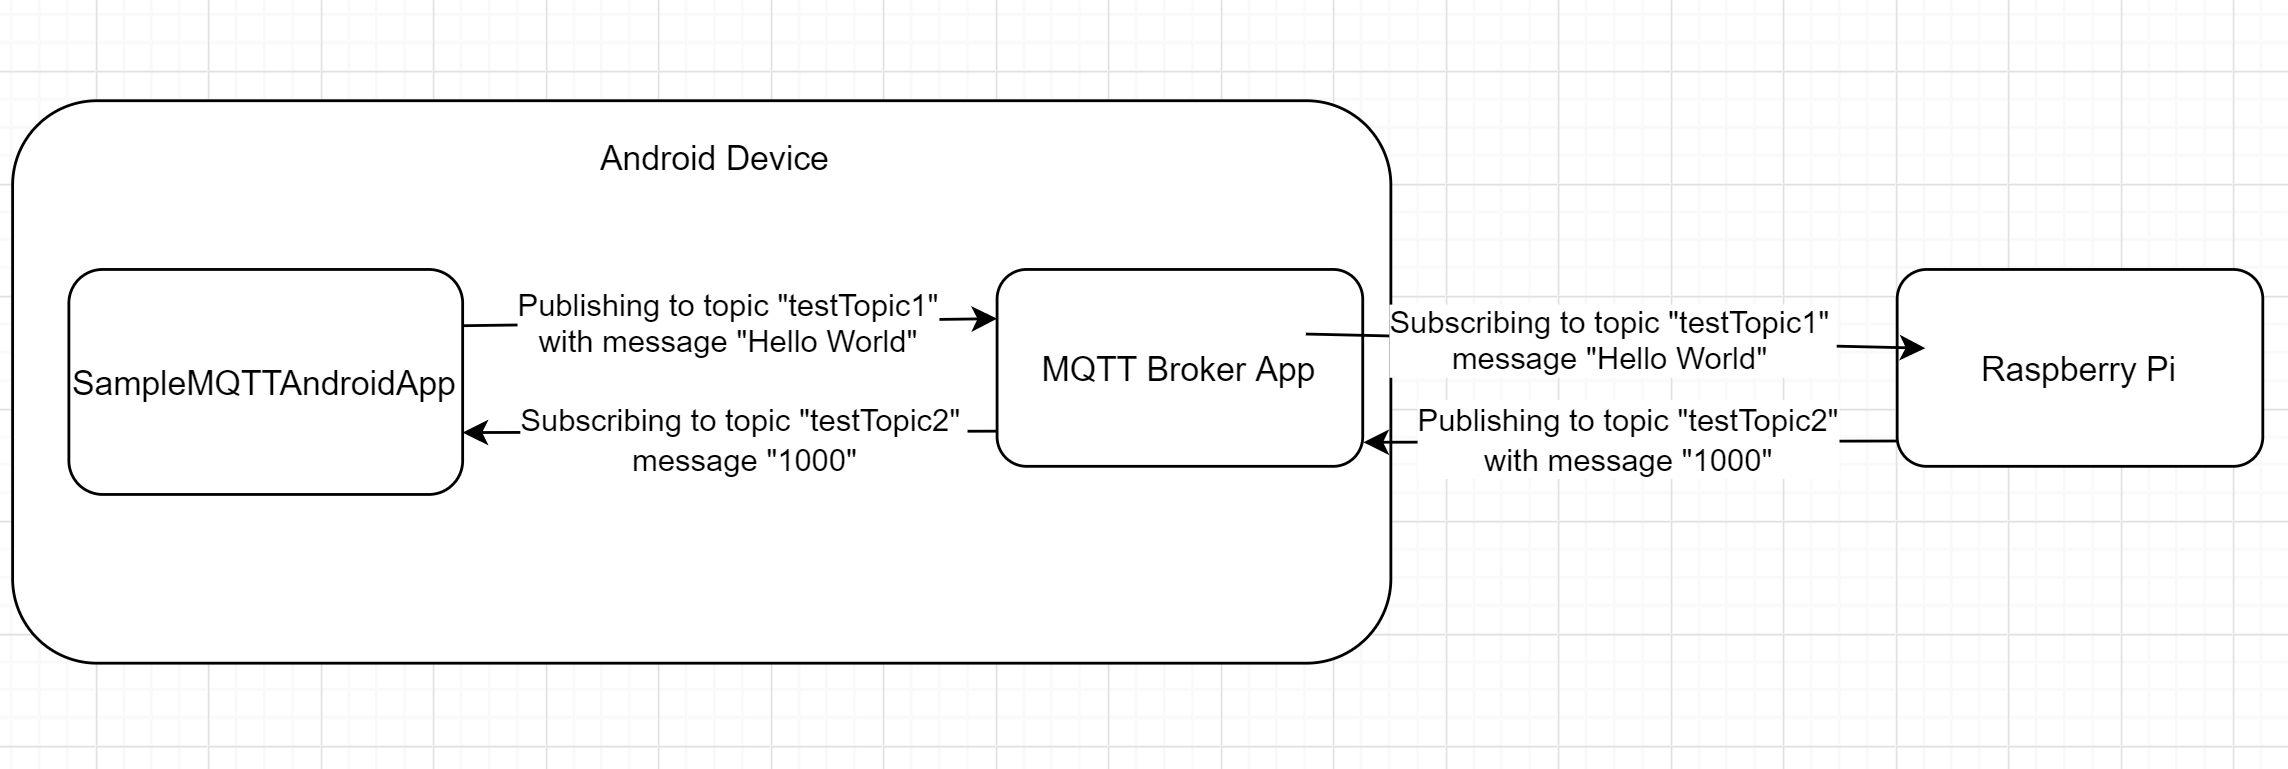 Android Device
SampleMQTTAndroidApp
Publishing to topic "testTopic1"
with message "Hello World"
Subscribing to topic "testTopic2"
message "1000"
MQTT Broker App
Subscribing to topic "testTopic1"
message "Hello World"
Publishing to topic "testTopic2"
with message "1000"
Raspberry Pi